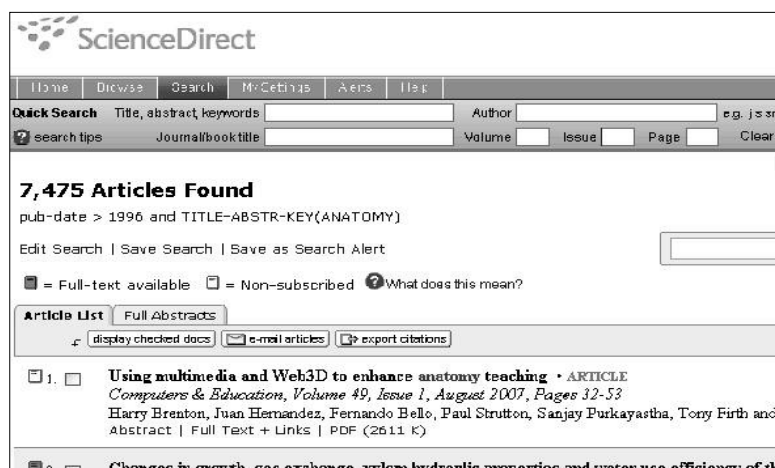 ScienceDirect
Home Browse Search My Settings Alerts Help
Quick Search Title, abstract, keywords Author e.g. j s sm
search tips Journal/book title Volume Issue Page Clear
7,475 Articles Found
pub-date > 1996 and TITLE-ABSTR-KEY(ANATOMY)
Edit Search | Save Search | Save as Search Alert
= Full-text available = Non-subscribed What does this mean?
Article List Full Abstracts
display checked docs e-mail articles export citations
1. Using multimedia and Web3D to enhance anatomy teaching • ARTICLE
Computers & Education, Volume 49, Issue 1, August 2007, Pages 32-53
Harry Brenton, Juan Hernandez, Fernando Bello, Paul Strutton, Sanjay Purkayastha, Tony Firth and
Abstract | Full Text + Links | PDF (2611 K)
Changes in growth, gas exchange, xylem hydraulic properties and water use efficiency of